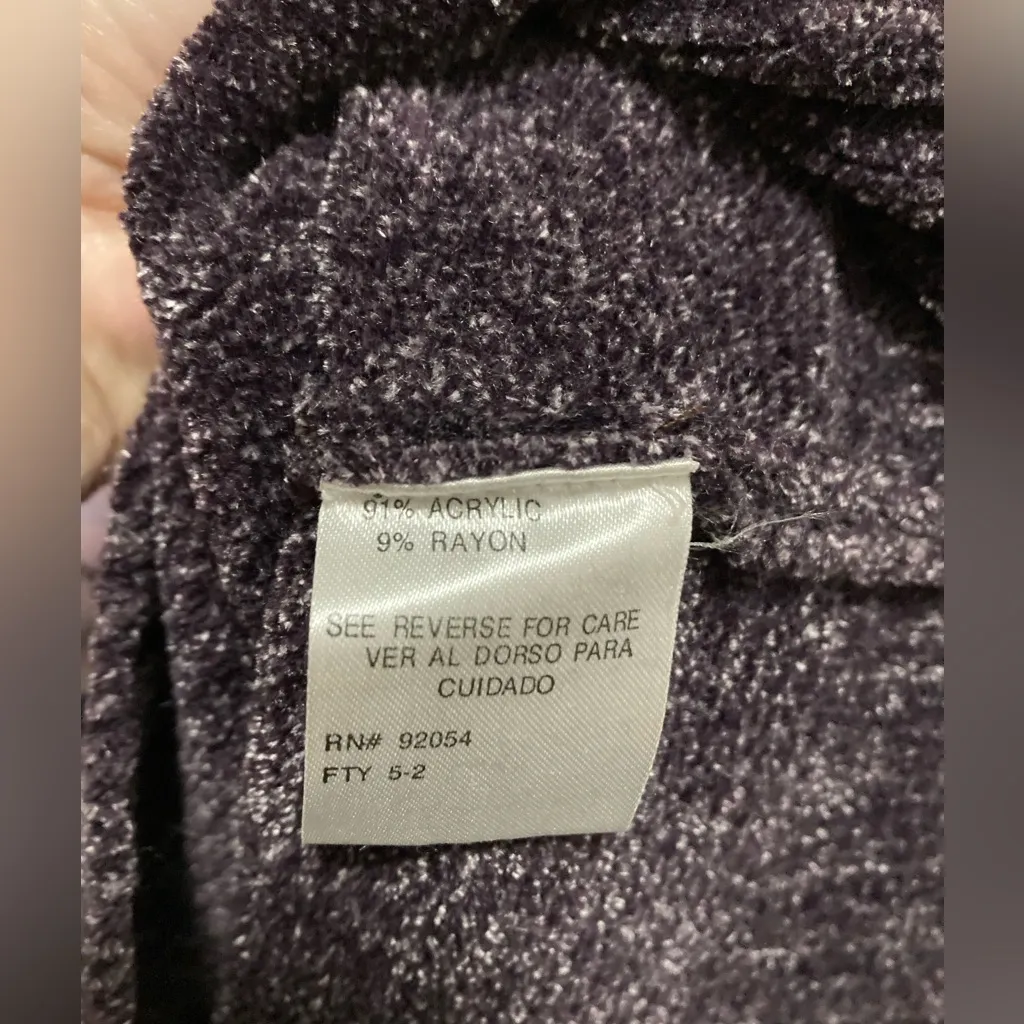 91% ACRYLIC
9% RAYON
SEE REVERSE FOR CARE
VER AL DORSO PARA
CUIDADO
RN# 92054
FTY 5-2